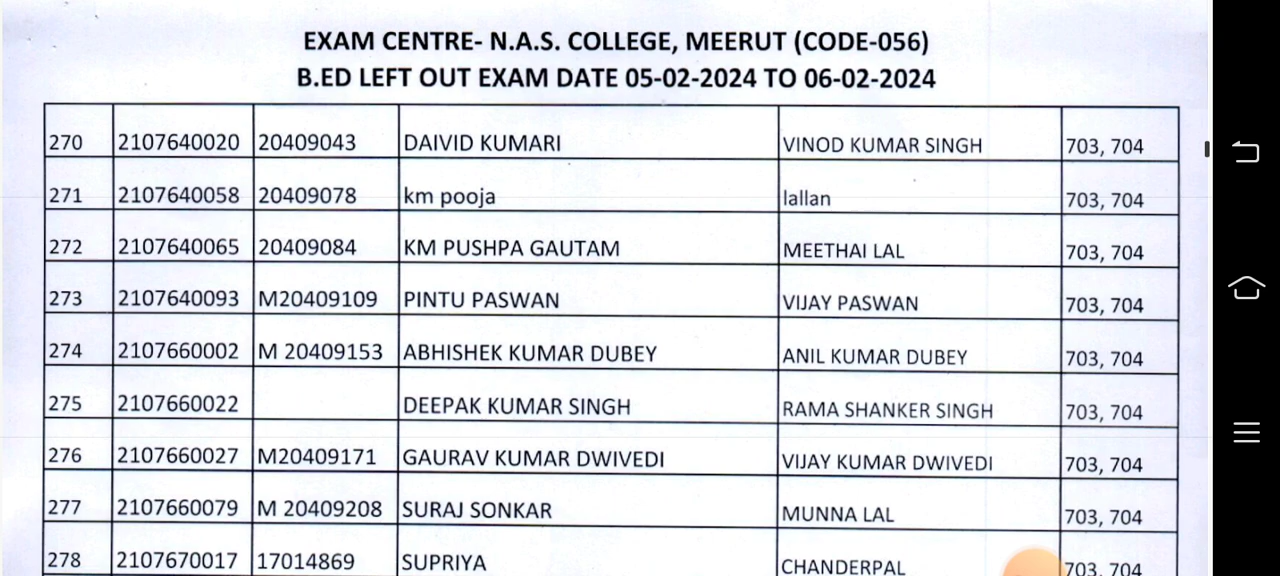 EXAM CENTRE- N.A.S. COLLEGE, MEERUT (CODE-056)
B.ED LEFT OUT EXAM DATE 05-02-2024 TO 06-02-2024
270 2107640020 20409043 DAIVID KUMARI VINOD KUMAR SINGH 703, 704
271 2107640058 20409078 km pooja lallan 703, 704
272 2107640065 20409084 KM PUSHPA GAUTAM MEETHAI LAL 703, 704
273 2107640093 M20409109 PINTU PASWAN VIJAY PASWAN 703, 704
274 2107660002 M 20409153 ABHISHEK KUMAR DUBEY ANIL KUMAR DUBEY 703, 704
275 2107660022 DEEPAK KUMAR SINGH RAMA SHANKER SINGH 703, 704
276 2107660027 M20409171 GAURAV KUMAR DWIVEDI VIJAY KUMAR DWIVEDI 703, 704
277 2107660079 M 20409208 SURAJ SONKAR MUNNA LAL 703, 704
278 2107670017 17014869 SUPRIYA CHANDERPAL 703, 704